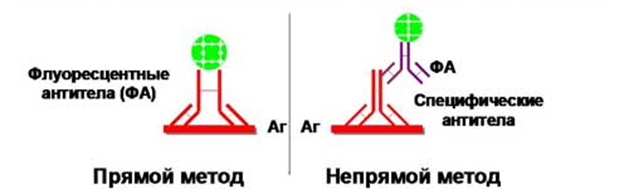 Флуоресцентные
антитела (ФА)
Аг
Прямой метод
Аг
ФА
Специфические
антитела
Непрямой метод